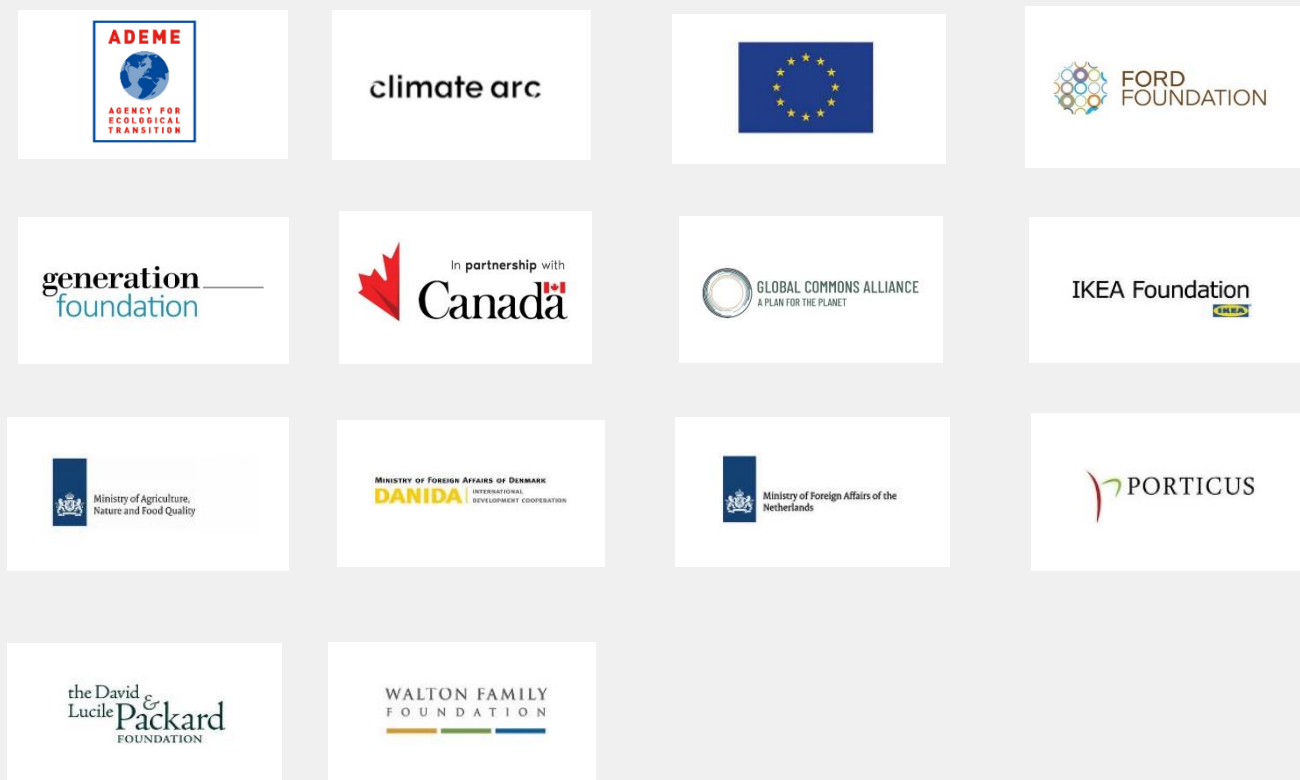 ADEME
AGENCY FOR
ECOLOGICAL
TRANSITION
climate arc
FORD
FOUNDATION
generation
foundation
In partnership with
Canada
GLOBAL COMMONS ALLIANCE
A PLAN FOR THE PLANET
IKEA Foundation
IKEA
Ministry of Agriculture,
Nature and Food Quality
MINISTRY OF FOREIGN AFFAIRS OF DENMARK
DANIDA
INTERNATIONAL
DEVELOPMENT COOPERATION
Ministry of Foreign Affairs of the
Netherlands
PORTICUS
the David &
Lucile Packard
FOUNDATION
WALTON FAMILY
FOUNDATION